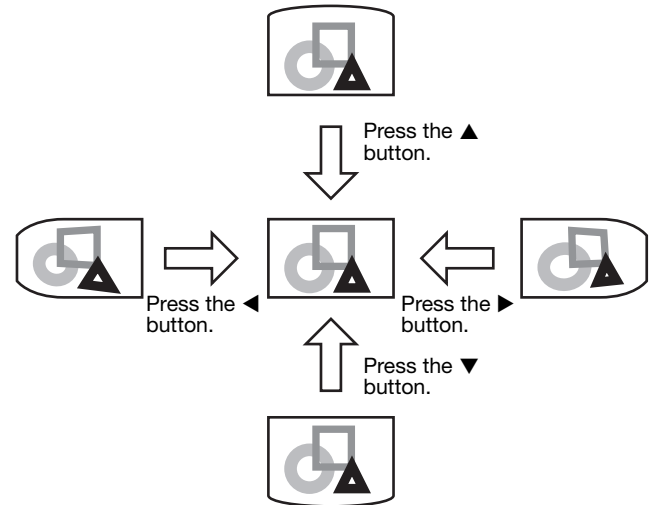 Press the ▲
button.
Press the ◀
button.
Press the ▶
button.
Press the ▼
button.